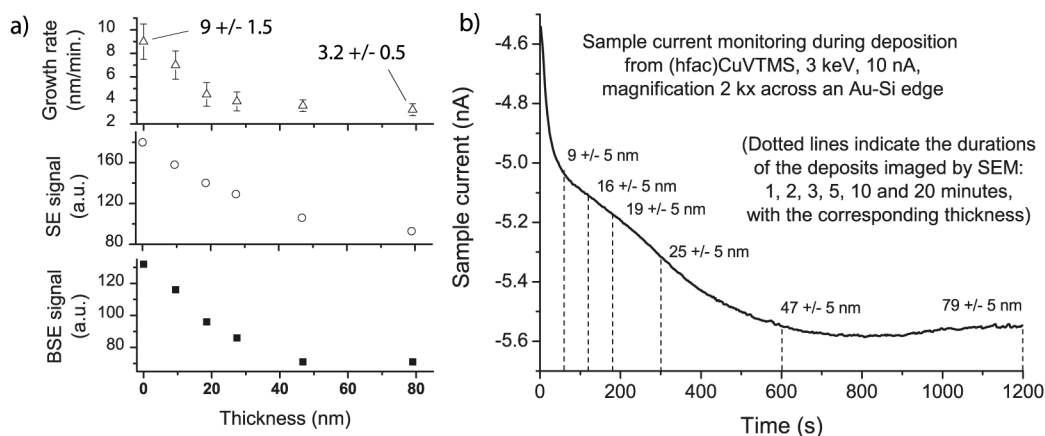 a)
9 +/- 1.5
3.2 +/- 0.5
Growth rate
(nm/min.)
10
8
6
4
2
SE signal
(a.u.)
160
120
80
BSE signal
(a.u.)
120
100
80
0 20 40 60 80
Thickness (nm)
b)
Sample current monitoring during deposition
from (hfac)CuVTMS, 3 keV, 10 nA,
magnification 2 kx across an Au-Si edge
(Dotted lines indicate the durations
of the deposits imaged by SEM:
1, 2, 3, 5, 10 and 20 minutes,
with the corresponding thickness)
9 +/- 5 nm
16 +/- 5 nm
19 +/- 5 nm
25 +/- 5 nm
47 +/- 5 nm
79 +/- 5 nm
Sample current (nA)
-4.6
-4.8
-5.0
-5.2
-5.4
-5.6
0 200 400 600 800 1000 1200
Time (s)